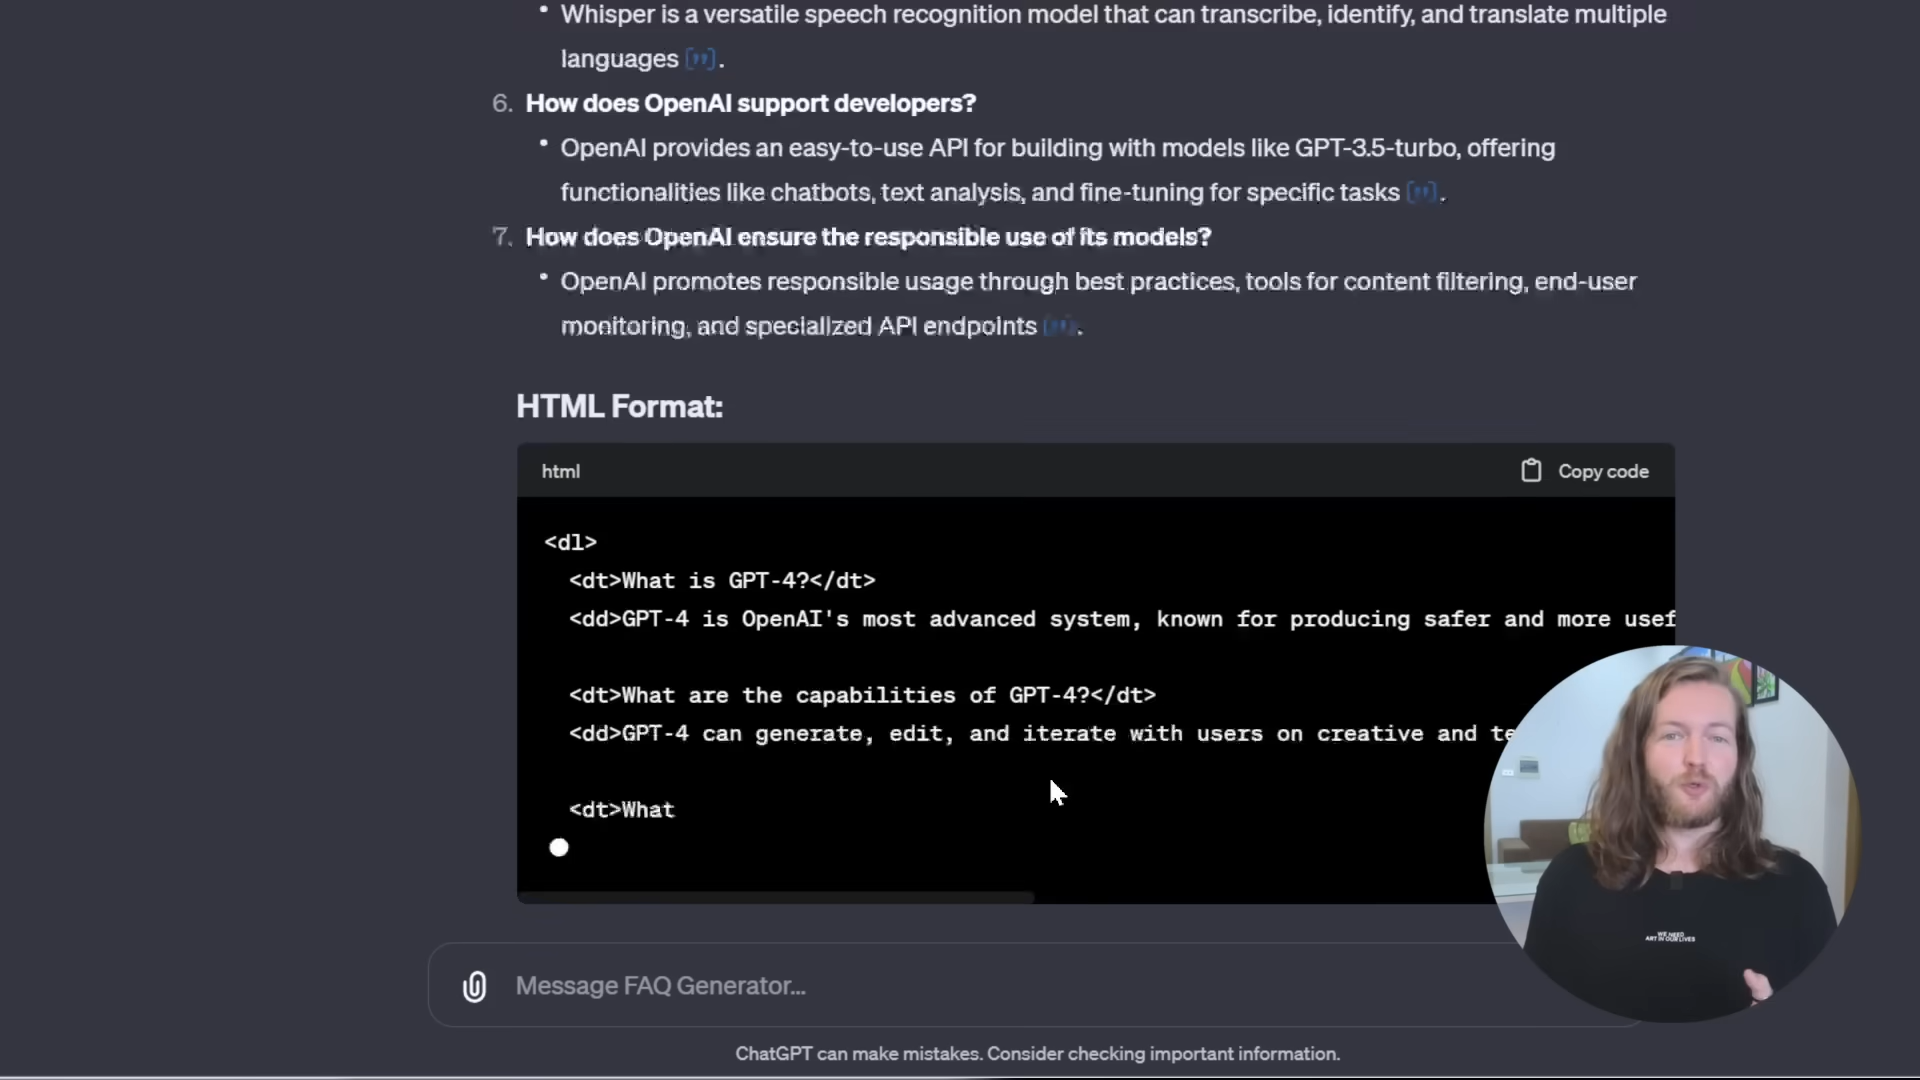 • Whisper is a versatile speech recognition model that can transcribe, identify, and translate multiple
languages ["].
6. How does OpenAI support developers?
• OpenAI provides an easy-to-use API for building with models like GPT-3.5-turbo, offering
functionalities like chatbots, text analysis, and fine-tuning for specific tasks ["].
7. How does OpenAI ensure the responsible use of its models?
• OpenAI promotes responsible usage through best practices, tools for content filtering, end-user
monitoring, and specialized API endpoints ["].
HTML Format:
html
Copy code
<dl>
<dt>What is GPT-4?</dt>
<dd>GPT-4 is OpenAI's most advanced system, known for producing safer and more usef
<dt>What are the capabilities of GPT-4?</dt>
<dd>GPT-4 can generate, edit, and iterate with users on creative and te
<dt>What
WE NEED
ART IN OUR LIVES
Message FAQ Generator...
ChatGPT can make mistakes. Consider checking important information.